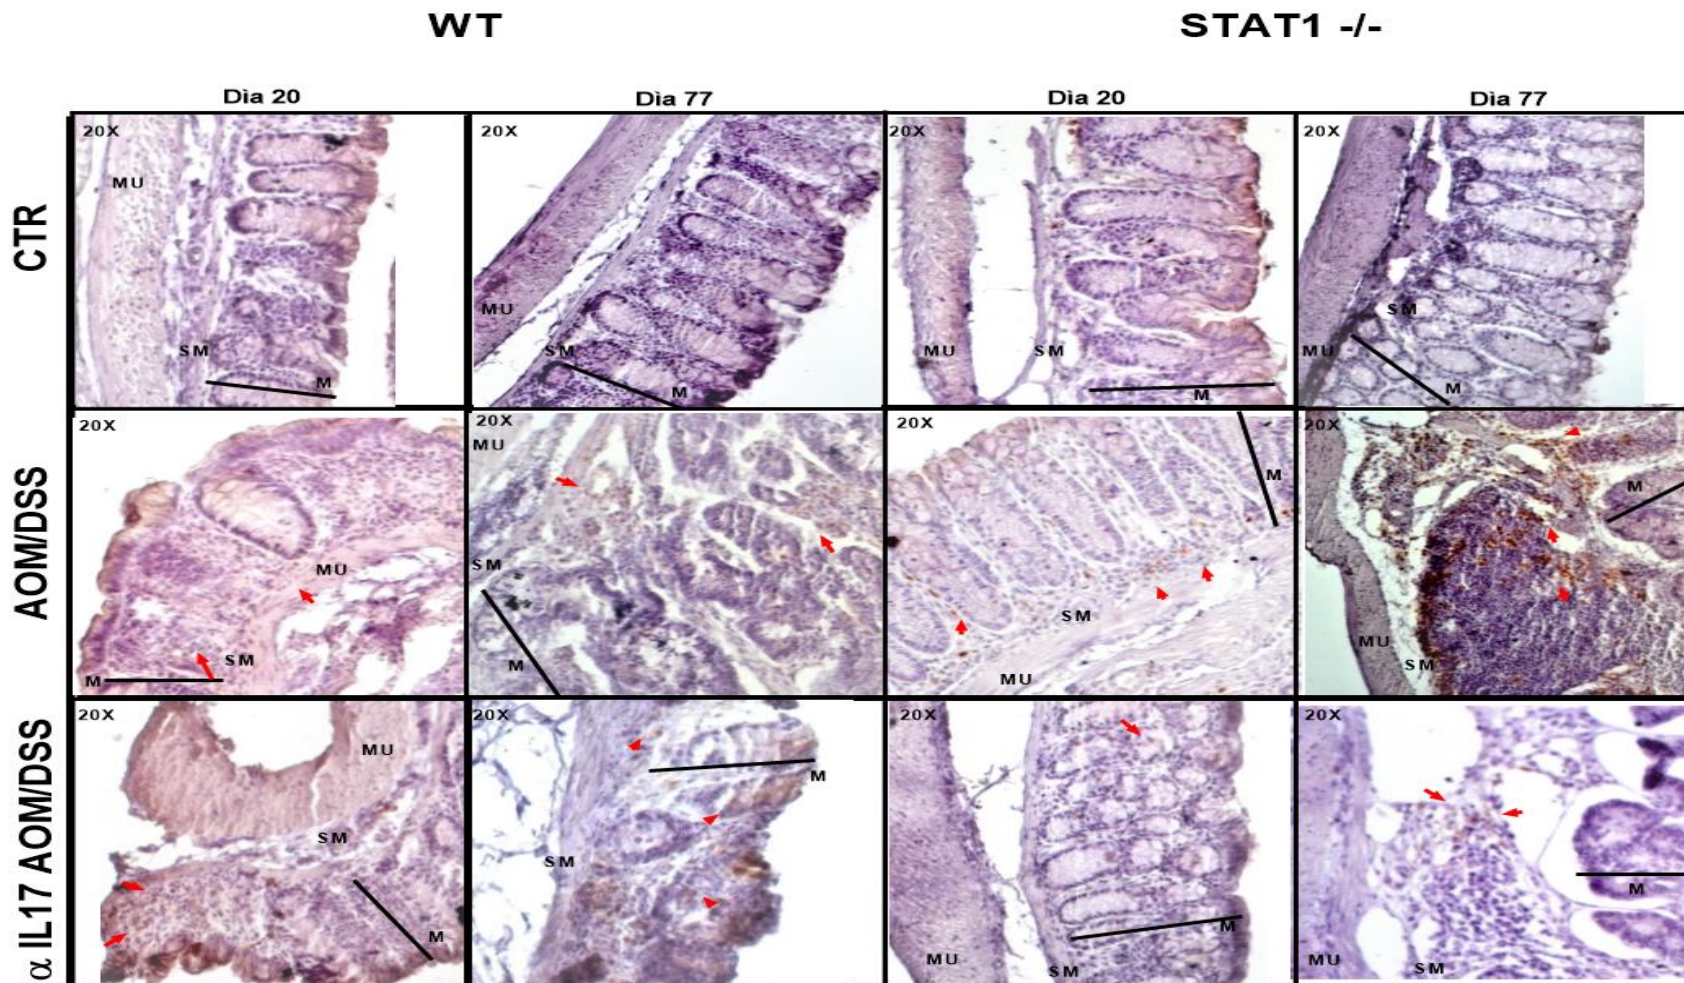 WT STAT1 -/-
Dìa 20 Dìa 77 Dìa 20 Dìa 77
CTR
20X MU SM M
20X MU SM M
20X MU SM M
20X MU SM M
AOM/DSS
20X MU SM M
20X MU SM M
20X M SM MU
20X M MU SM
α IL17 AOM/DSS
20X MU SM M
20X M SM
20X M MU SM
20X M MU SM